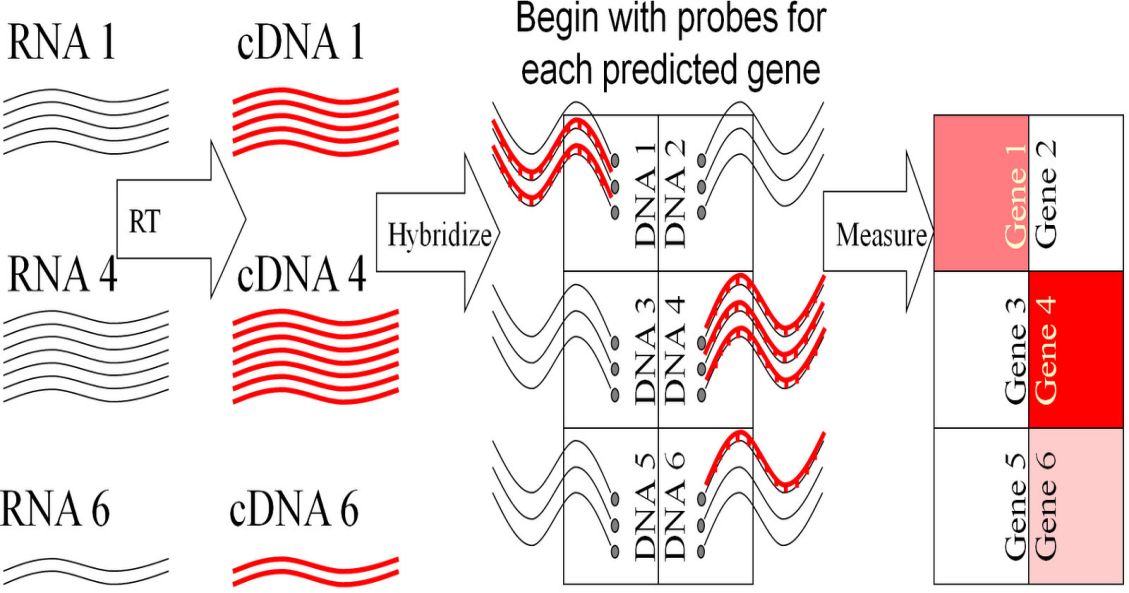 Begin with probes for
each predicted gene
RNA 1
cDNA 1
RT
RNA 4
cDNA 4
RNA 6
cDNA 6
Hybridize
DNA 1
DNA 2
DNA 3
DNA 4
DNA 5
DNA 6
Measure
Gene 1
Gene 2
Gene 3
Gene 4
Gene 5
Gene 6